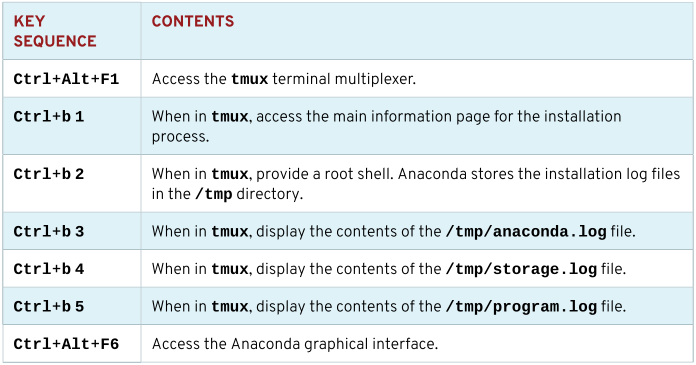 KEY
SEQUENCE
CONTENTS
Ctrl+Alt+F1
Access the tmux terminal multiplexer.
Ctrl+b 1
When in tmux, access the main information page for the installation
process.
Ctrl+b 2
When in tmux, provide a root shell. Anaconda stores the installation log files
in the /tmp directory.
Ctrl+b 3
When in tmux, display the contents of the /tmp/anaconda.log file.
Ctrl+b 4
When in tmux, display the contents of the /tmp/storage.log file.
Ctrl+b 5
When in tmux, display the contents of the /tmp/program.log file.
Ctrl+Alt+F6
Access the Anaconda graphical interface.